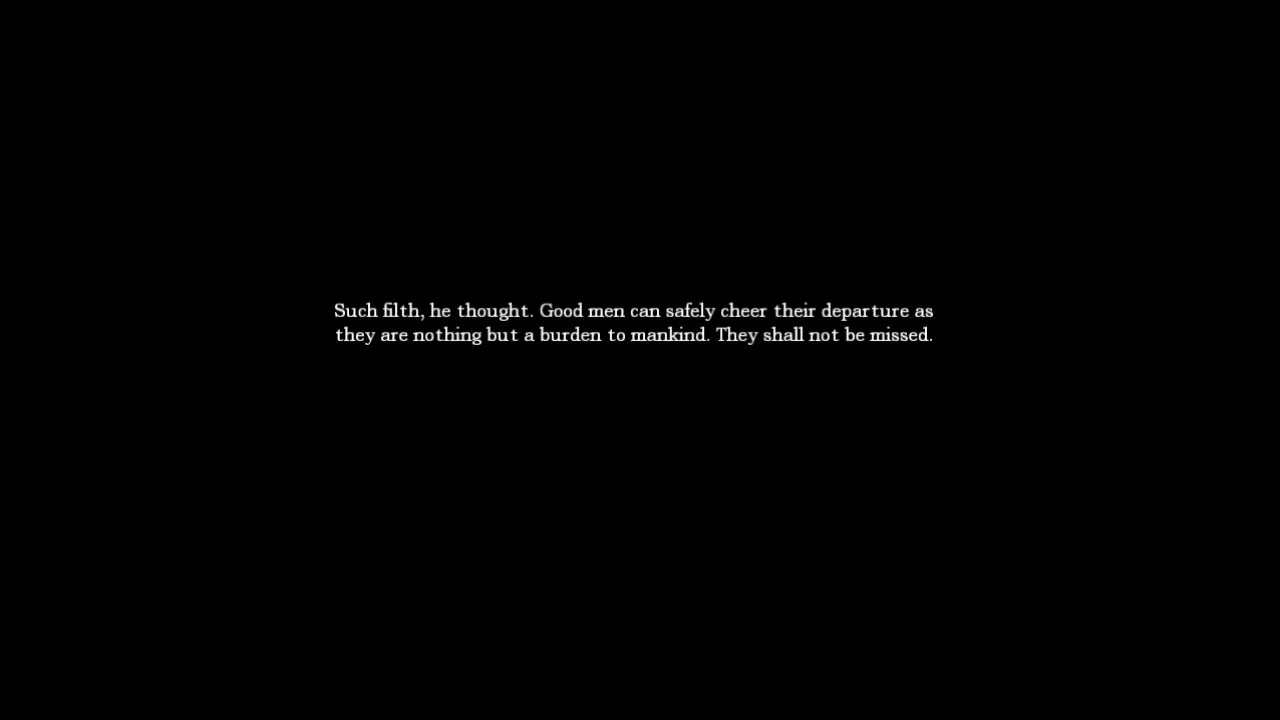 Such filth, he thought. Good men can safely cheer their departure as
they are nothing but a burden to mankind. They shall not be missed.